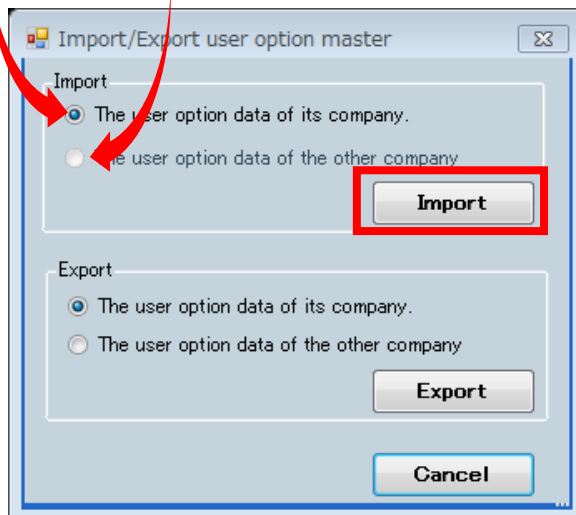 Import/Export user option master
Import
The user option data of its company.
The user option data of the other company
Import
Export
The user option data of its company.
The user option data of the other company
Export
Cancel